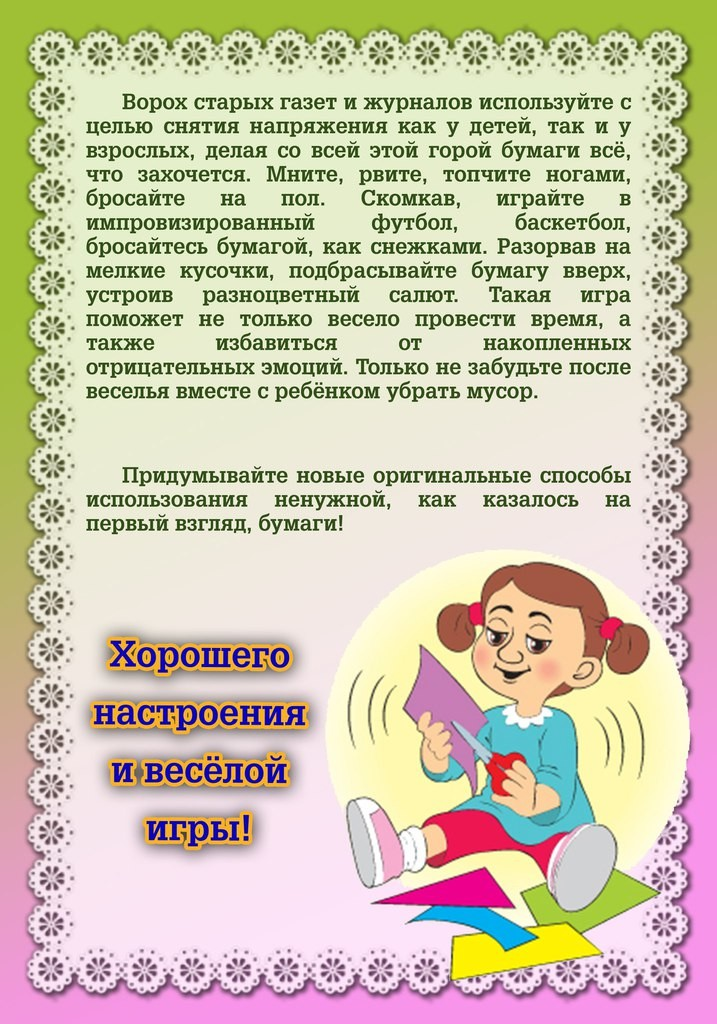 Ворох старых газет и журналов используйте с
целью снятия напряжения как у детей, так и у
взрослых, делая со всей этой горой бумаги всё,
что захочется. Мните, рвите, топчите ногами,
бросайте на пол. Скомкав, играйте в
импровизированный футбол, баскетбол,
бросайтесь бумагой, как снежками. Разорвав на
мелкие кусочки, подбрасывайте бумагу вверх,
устроив разноцветный салют. Такая игра
поможет не только весело провести время, а
также избавиться от накопленных
отрицательных эмоций. Только не забудьте после
веселья вместе с ребёнком убрать мусор.
Придумывайте новые оригинальные способы
использования ненужной, как казалось на
первый взгляд, бумаги!
Хорошего
настроения
и весёлой
игры!